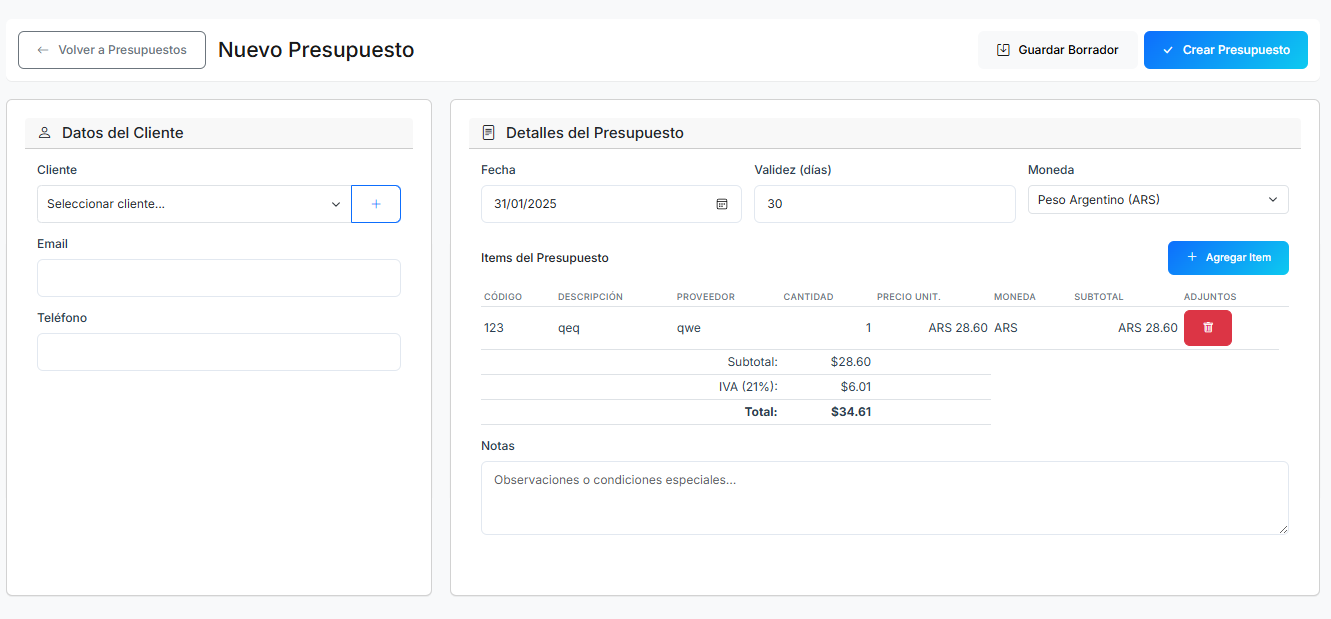 Volver a Presupuestos
Nuevo Presupuesto
Guardar Borrador
Crear Presupuesto
Datos del Cliente
Cliente
Seleccionar cliente...
+
Email
Teléfono
Detalles del Presupuesto
Fecha
Validez (días)
Moneda
31/01/2025
30
Peso Argentino (ARS)
Items del Presupuesto
+ Agregar Item
CÓDIGO DESCRIPCIÓN PROVEEDOR CANTIDAD PRECIO UNIT. MONEDA SUBTOTAL ADJUNTOS
123 qeq qwe 1 ARS 28.60 ARS ARS 28.60
Subtotal: $28.60
IVA (21%): $6.01
Total: $34.61
Notas
Observaciones o condiciones especiales...